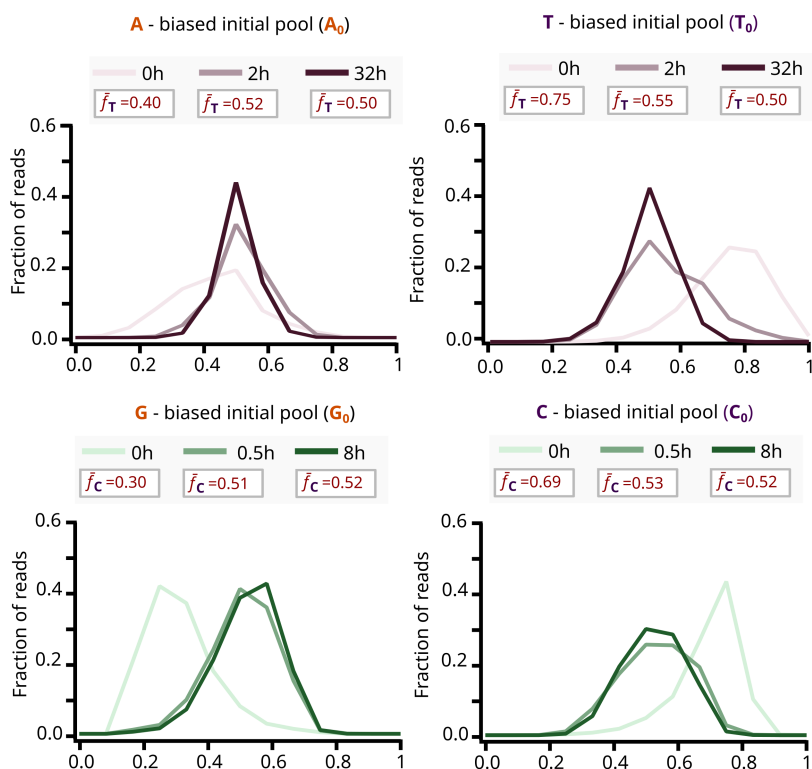 A - biased initial pool (A0)
0h 2h 32h
f̄T =0.40 f̄T =0.52 f̄T =0.50
0.6
0.4
0.2
0.0
Fraction of reads
0.0 0.2 0.4 0.6 0.8 1
T - biased initial pool (T0)
0h 2h 32h
f̄T =0.75 f̄T =0.55 f̄T =0.50
0.6
0.4
0.2
0.0
Fraction of reads
0.0 0.2 0.4 0.6 0.8 1
G - biased initial pool (G0)
0h 0.5h 8h
f̄C =0.30 f̄C =0.51 f̄C =0.52
0.6
0.4
0.2
0.0
Fraction of reads
0.0 0.2 0.4 0.6 0.8 1
C - biased initial pool (C0)
0h 0.5h 8h
f̄C =0.69 f̄C =0.53 f̄C =0.52
0.6
0.4
0.2
0.0
Fraction of reads
0.0 0.2 0.4 0.6 0.8 1